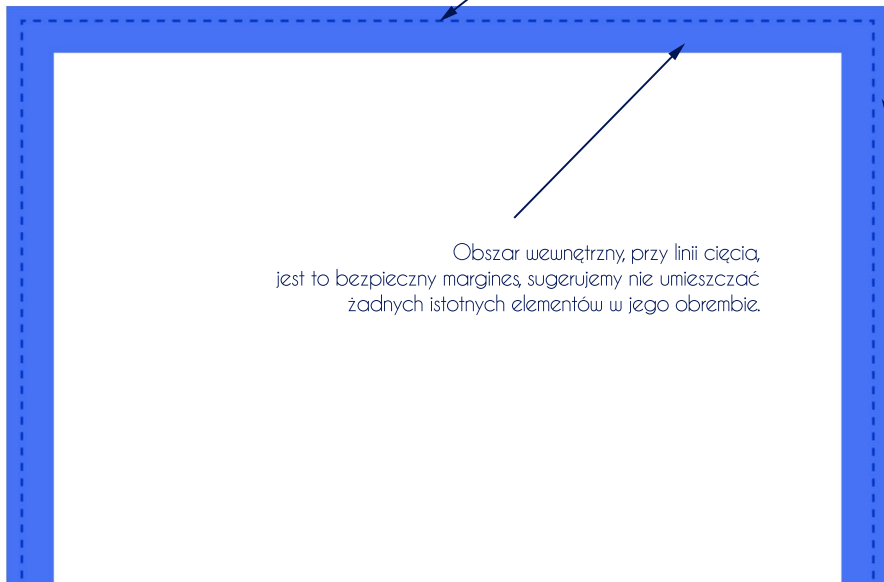 Obszar wewnętrzny, przy linii cięcia,
jest to bezpieczny margines, sugerujemy nie umieszczać
żadnych istotnych elementów w jego obrembie.